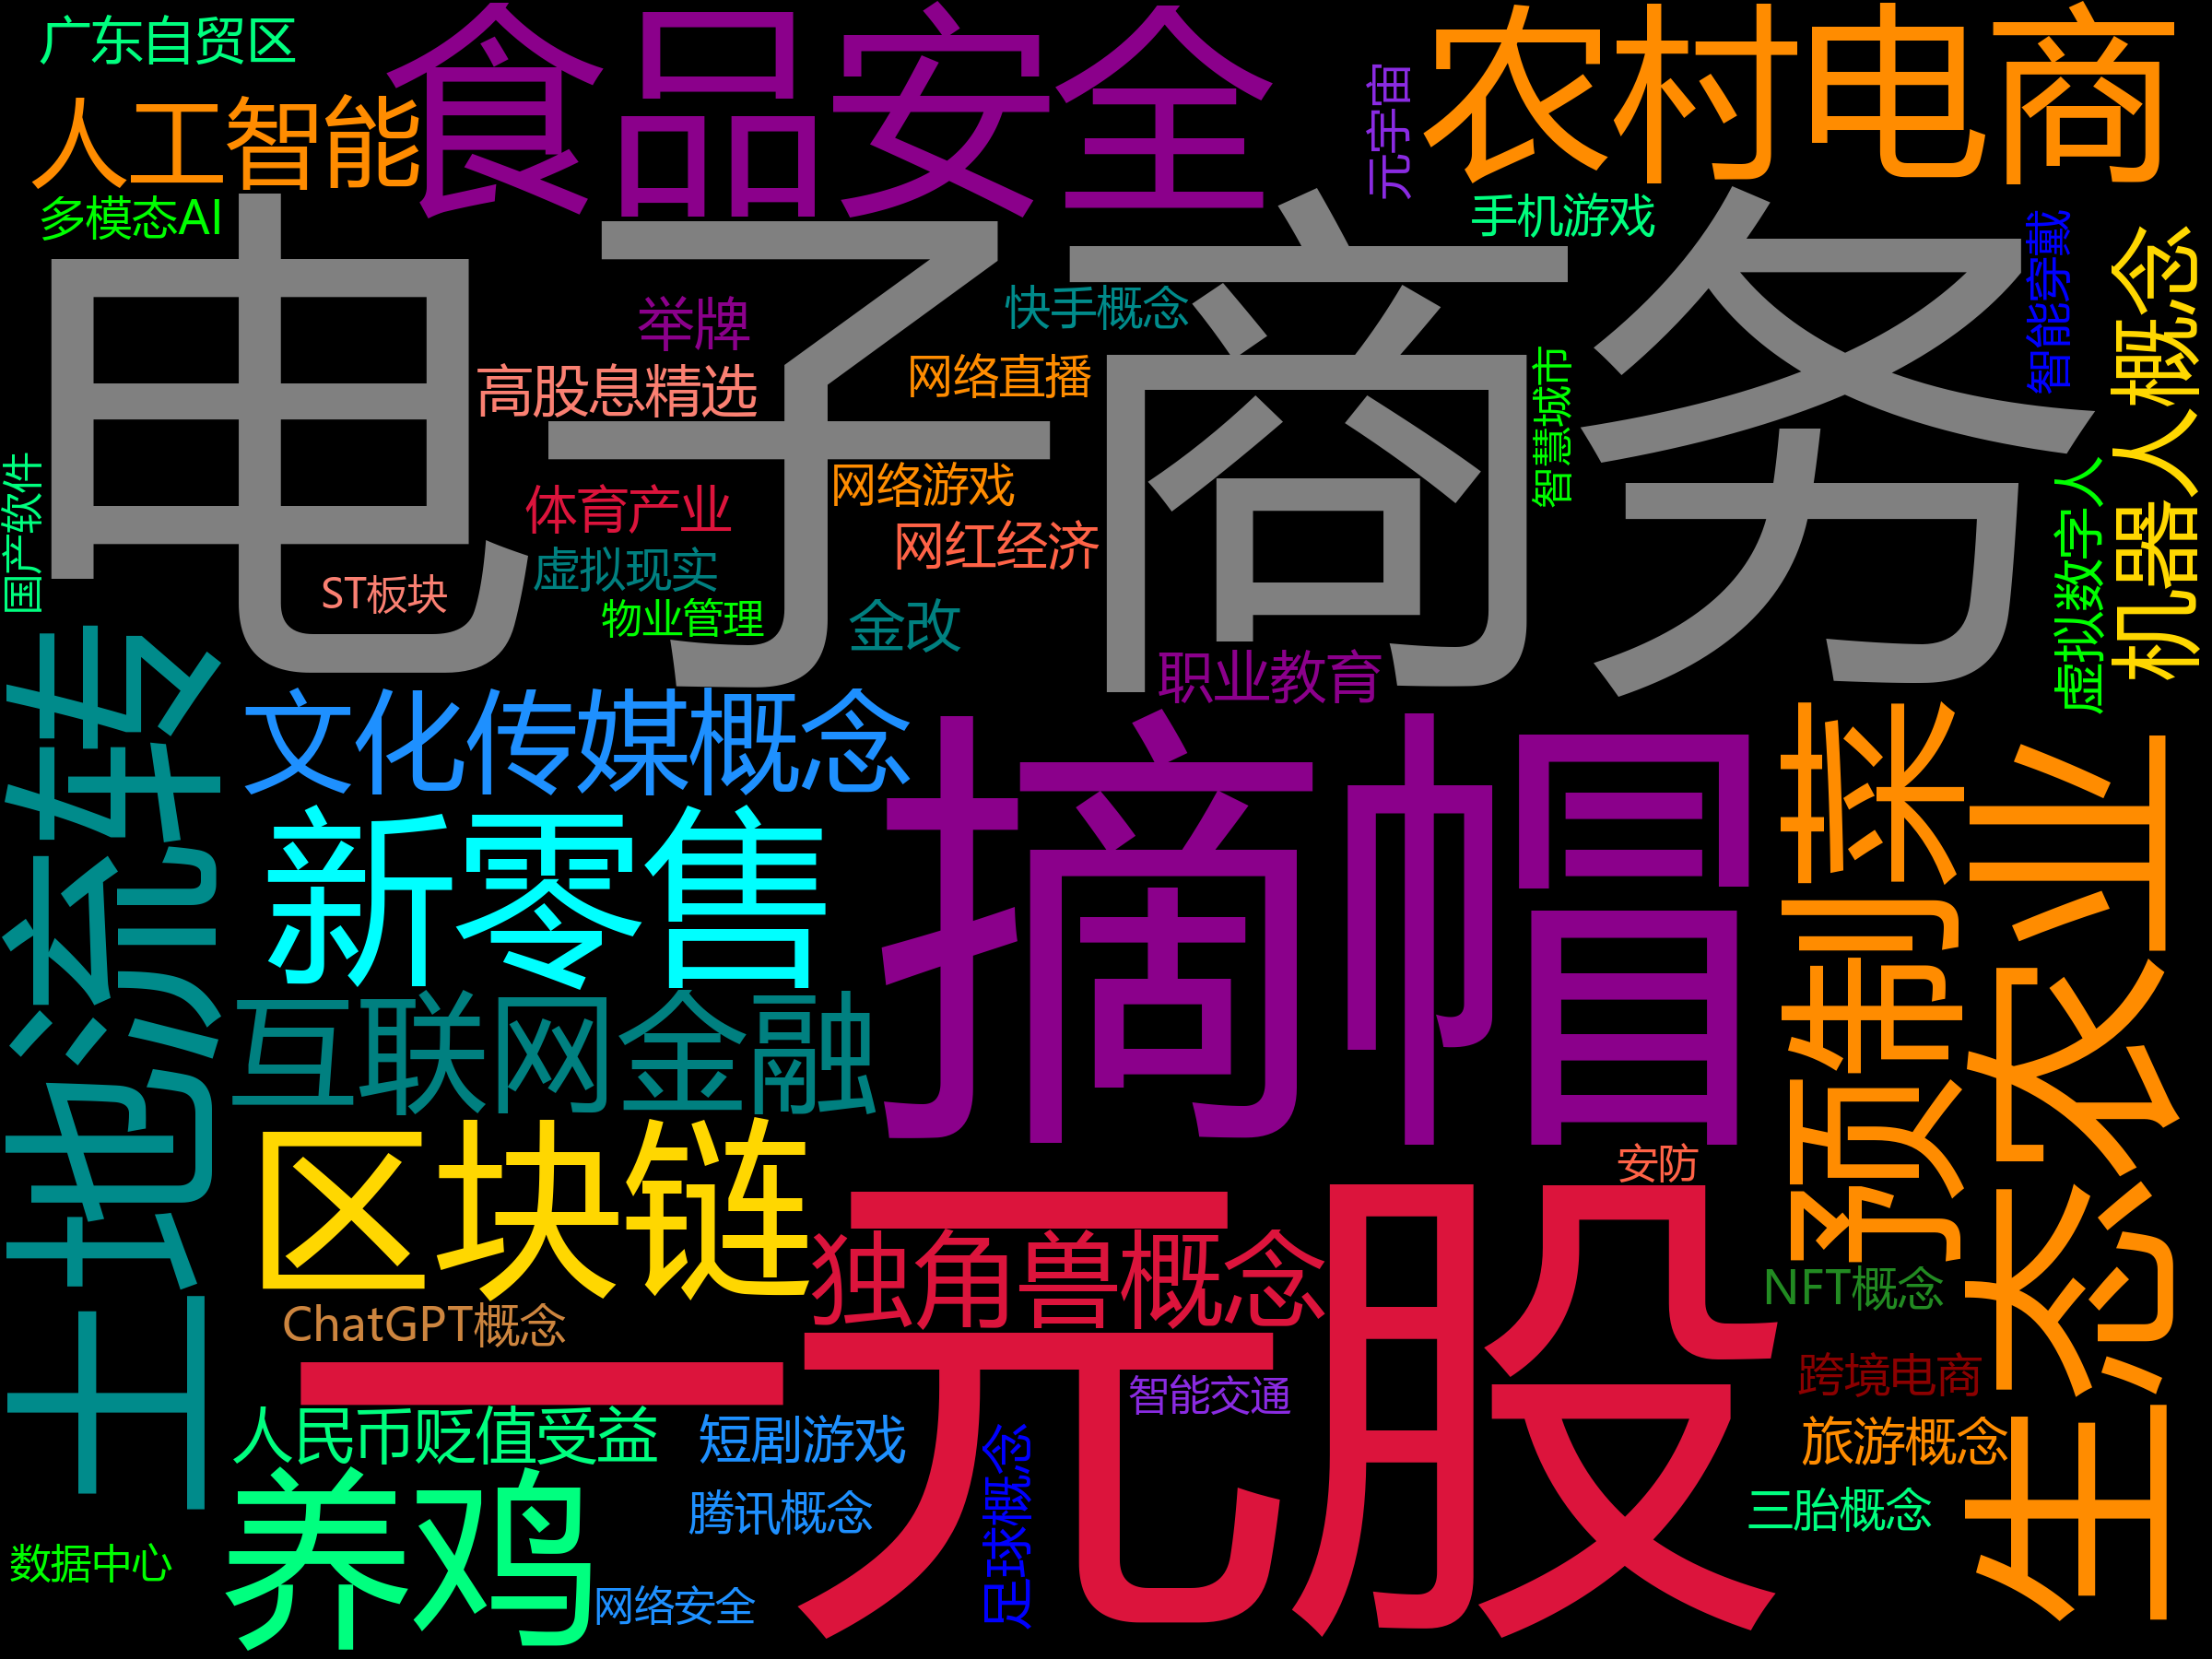 广东自贸区
食品安全
元宇宙
农村电商
人工智能
多模态AI
手机游戏
智能穿戴
机器人概念
电子商务
举牌
快手概念
高股息精选
网络直播
智慧城市
国产软件
体育产业
网络游戏
网红经济
虚拟数字人
虚拟现实
ST板块
物业管理
金改
职业教育
土地流转
文化传媒概念
摘帽
预制菜
生态农业
新零售
互联网金融
区块链
安防
一元股
独角兽概念
NFT概念
ChatGPT概念
跨境电商
智能交通
人民币贬值受益
短剧游戏
旅游概念
足球概念
养鸡
腾讯概念
三胎概念
数据中心
网络安全